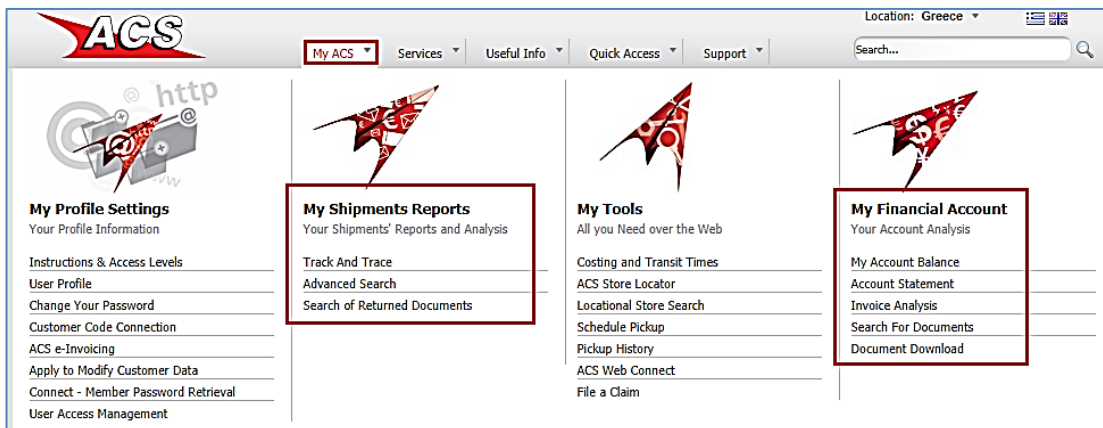 ACS
Location: Greece
My ACS Services Useful Info Quick Access Support
Search...
http
www
My Profile Settings
Your Profile Information
Instructions & Access Levels
User Profile
Change Your Password
Customer Code Connection
ACS e-Invoicing
Apply to Modify Customer Data
Connect - Member Password Retrieval
User Access Management
My Shipments Reports
Your Shipments' Reports and Analysis
Track And Trace
Advanced Search
Search of Returned Documents
My Tools
All you Need over the Web
Costing and Transit Times
ACS Store Locator
Locational Store Search
Schedule Pickup
Pickup History
ACS Web Connect
File a Claim
My Financial Account
Your Account Analysis
My Account Balance
Account Statement
Invoice Analysis
Search For Documents
Document Download